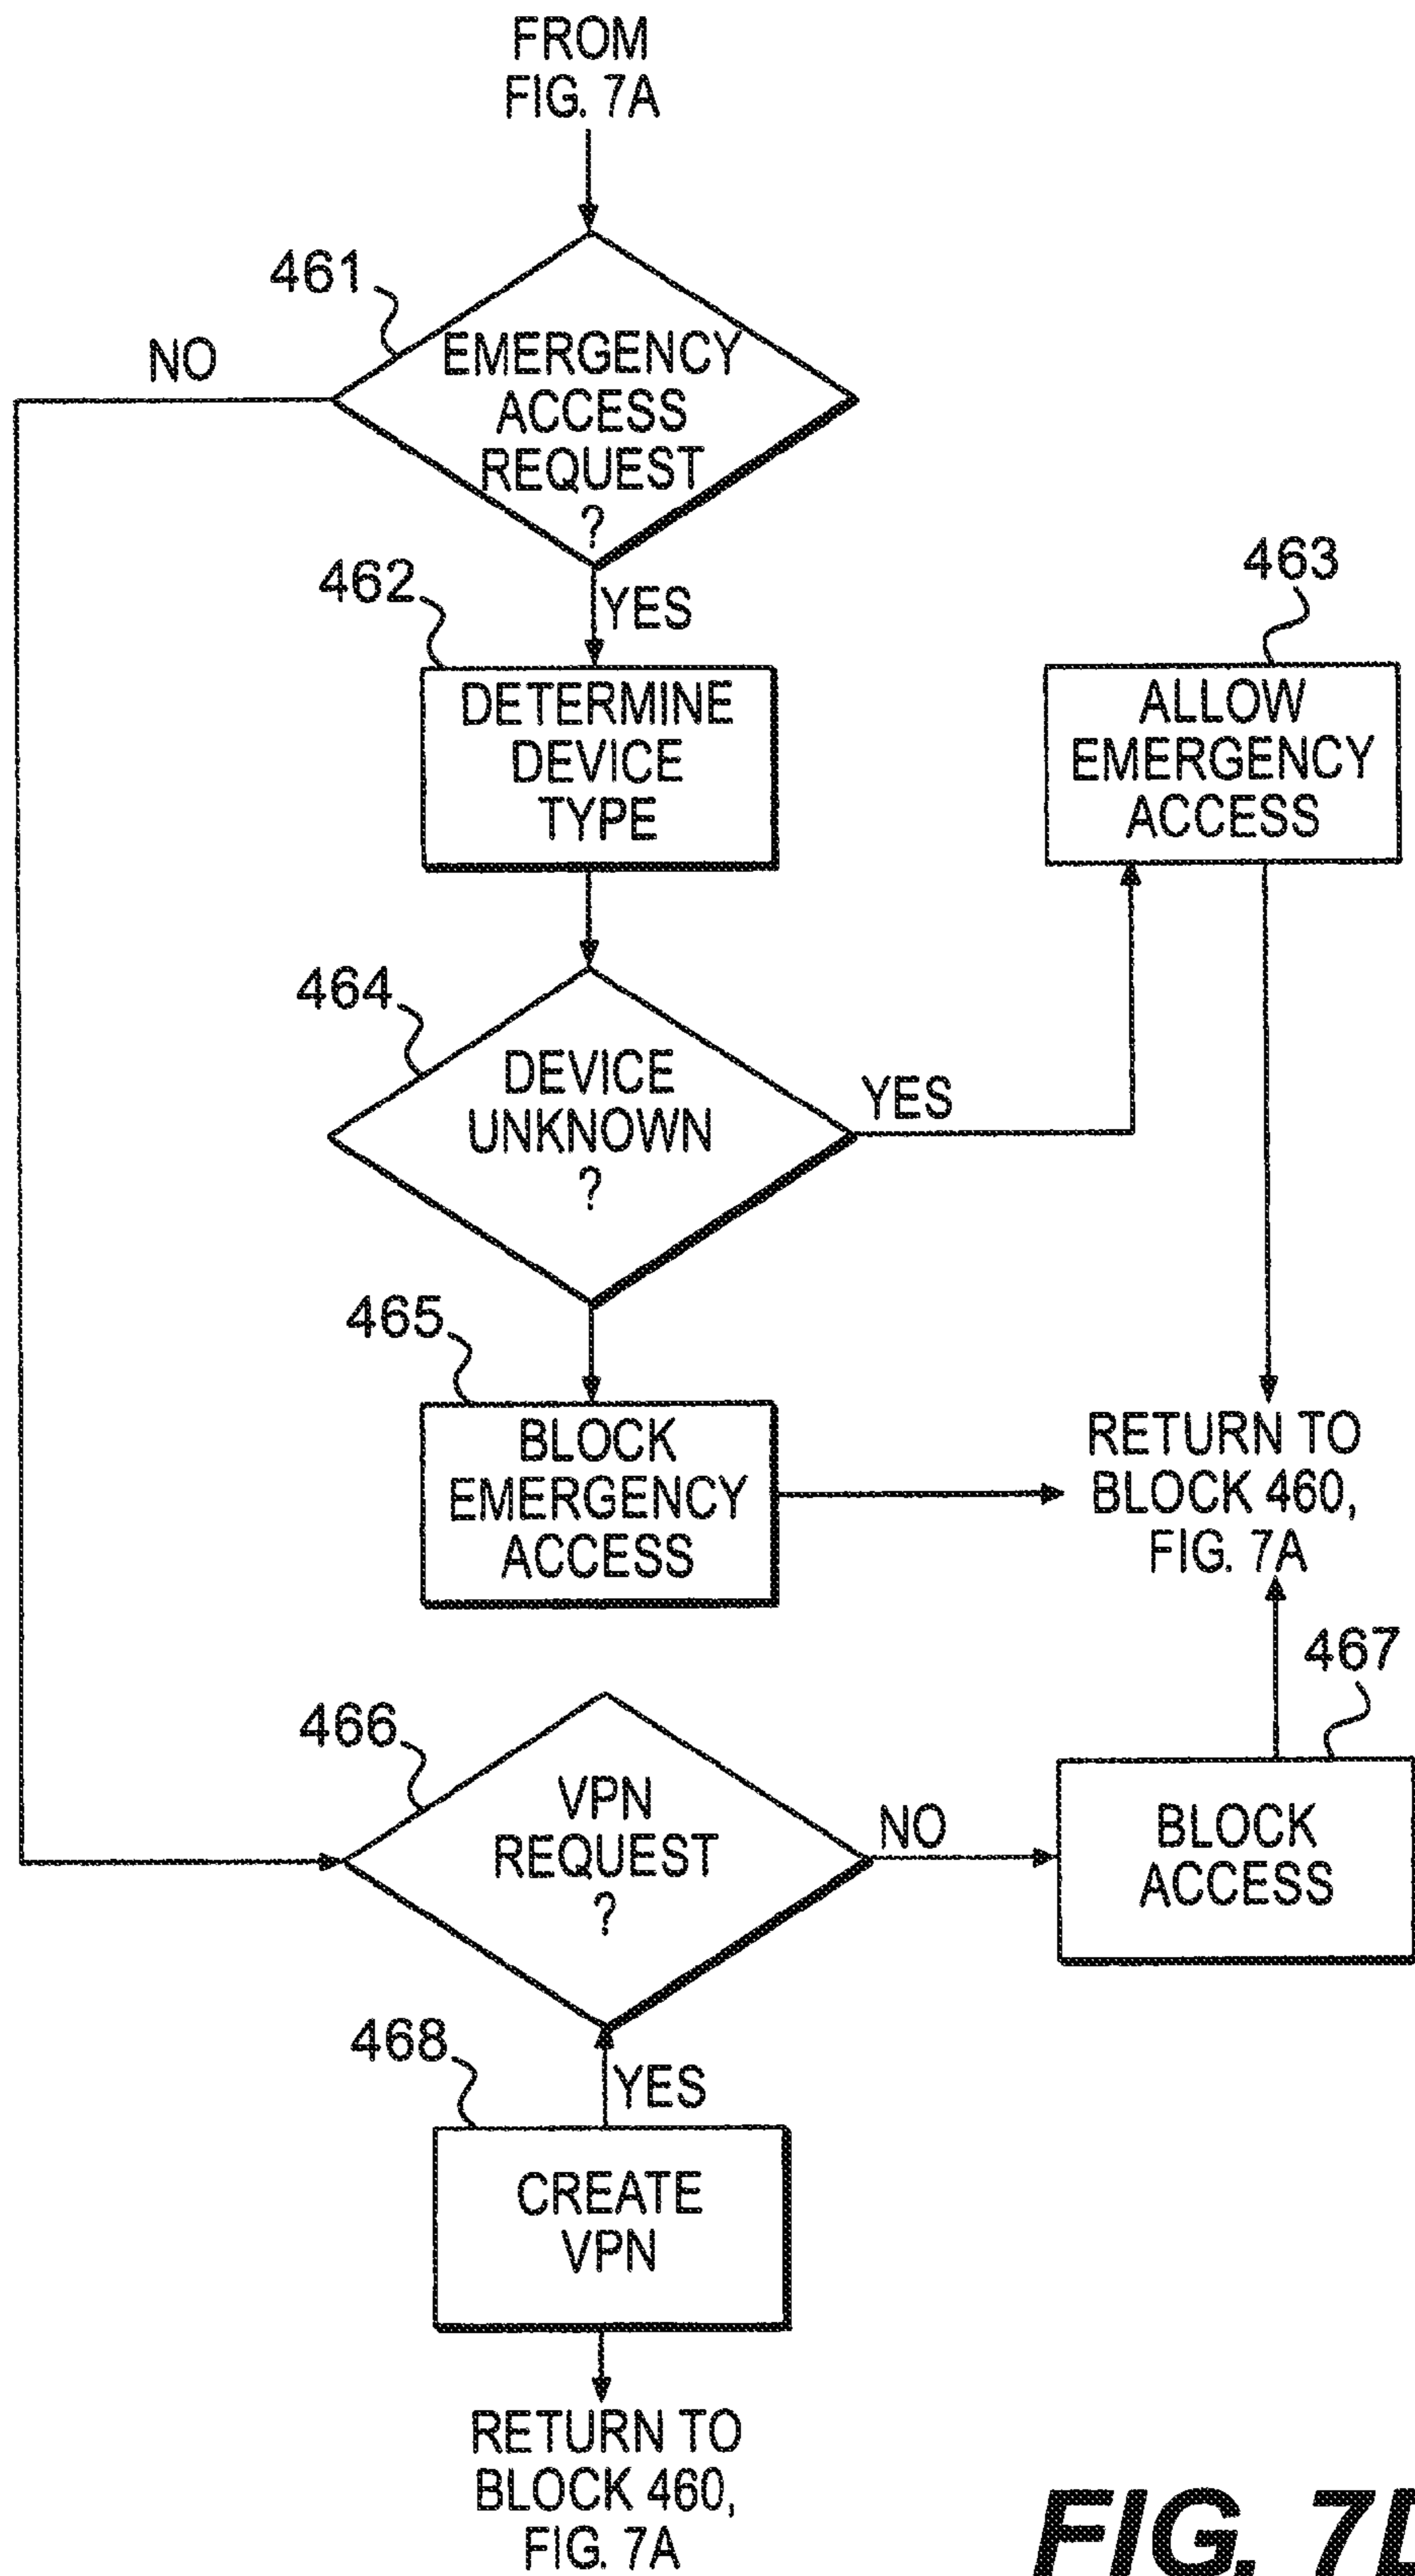 FROM
FIG. 7A
461
NO
EMERGENCY
ACCESS
REQUEST
?
YES
462
DETERMINE
DEVICE
TYPE
463
ALLOW
EMERGENCY
ACCESS
464
DEVICE
UNKNOWN
?
YES
465
BLOCK
EMERGENCY
ACCESS
RETURN TO
BLOCK 460,
FIG. 7A
466
VPN
REQUEST
?
NO
467
BLOCK
ACCESS
468
YES
CREATE
VPN
RETURN TO
BLOCK 460,
FIG. 7A
FIG.